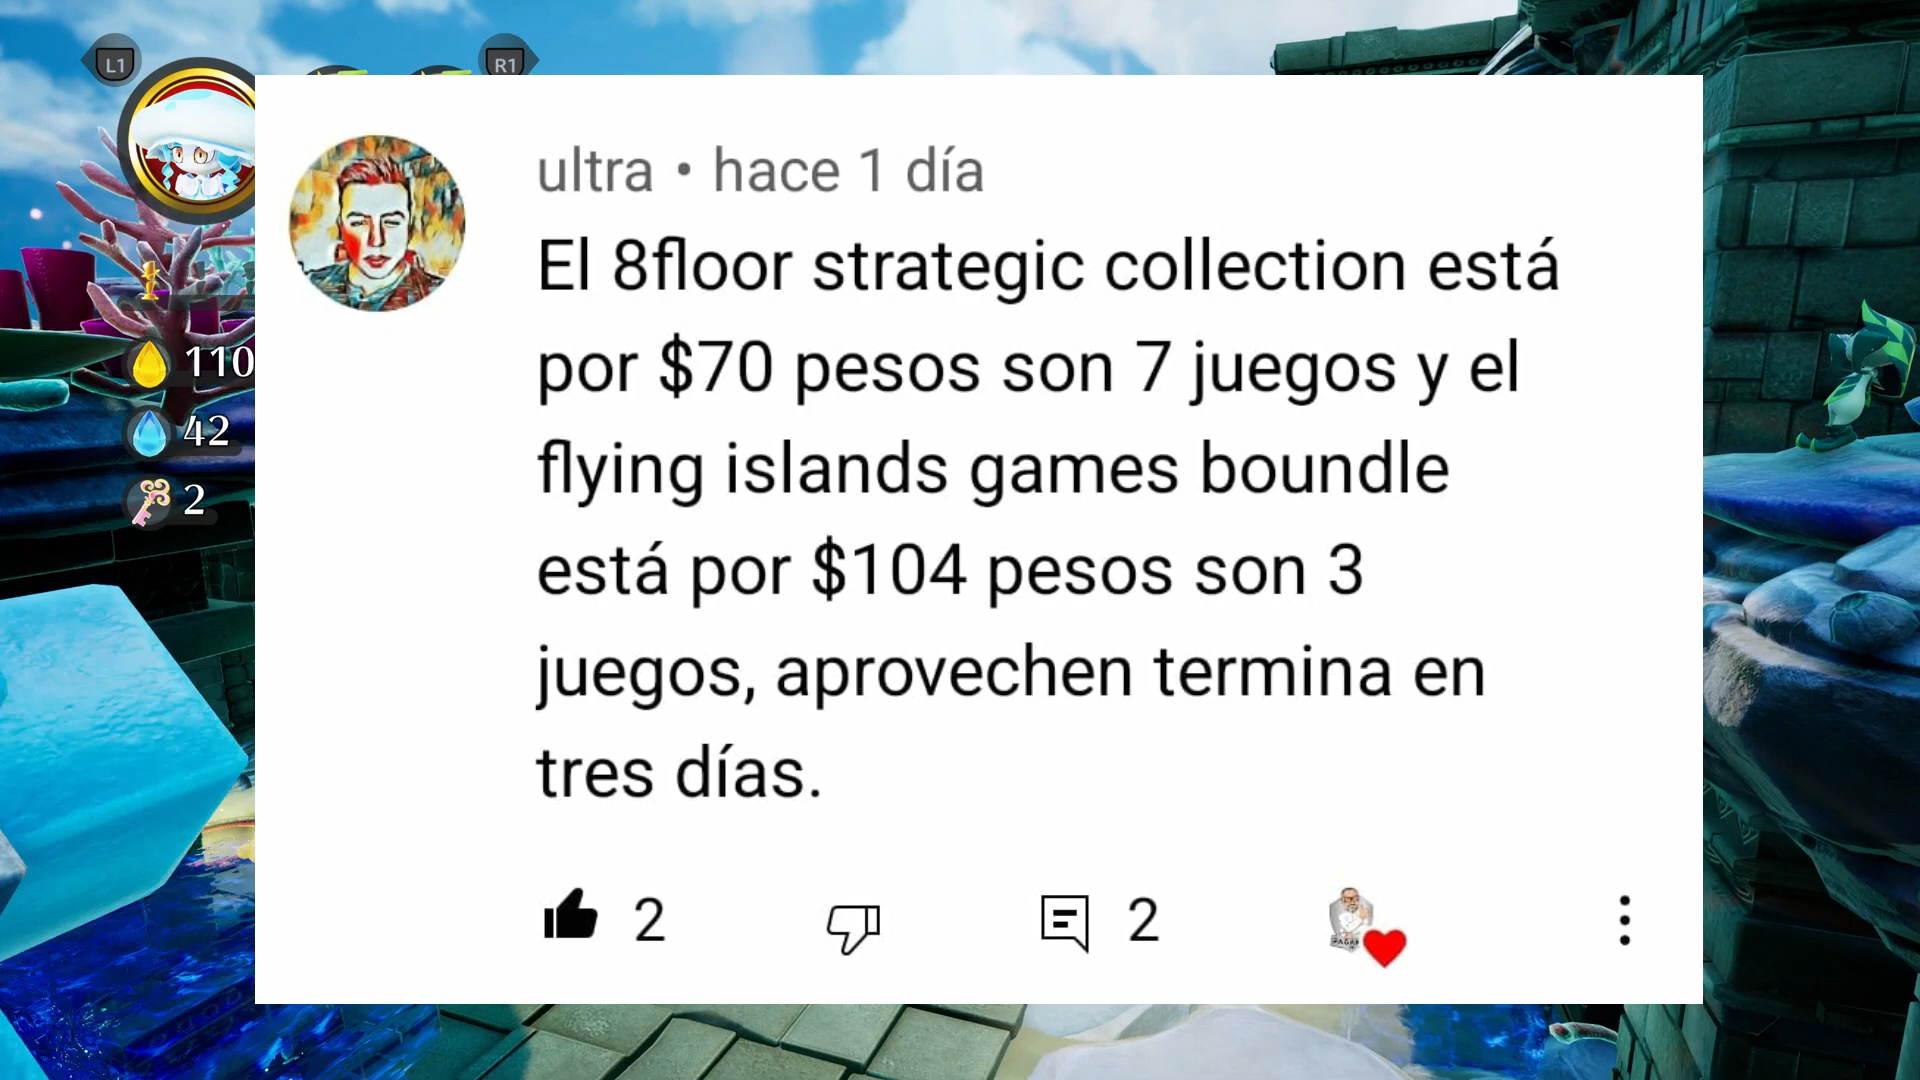 L1
R1
110
42
2
ultra • hace 1 día
El 8floor strategic collection está
por $70 pesos son 7 juegos y el
flying islands games boundle
está por $104 pesos son 3
juegos, aprovechen termina en
tres días.
2
2